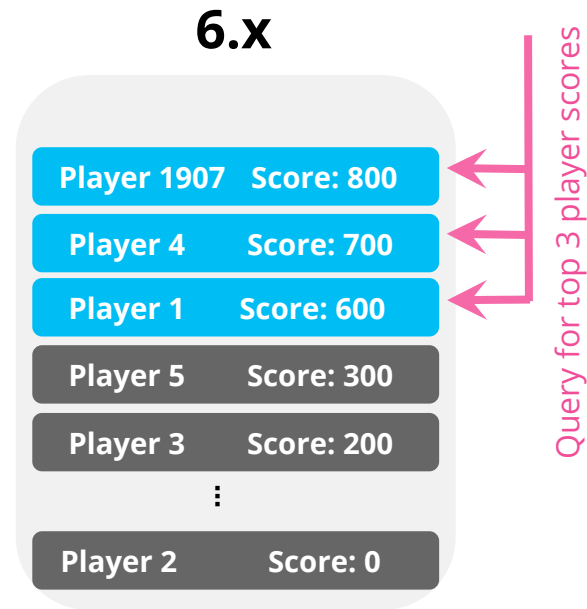 6.x
Player 1907 Score: 800
Player 4 Score: 700
Player 1 Score: 600
Player 5 Score: 300
Player 3 Score: 200
⋮
Player 2 Score: 0
Query for top 3 player scores